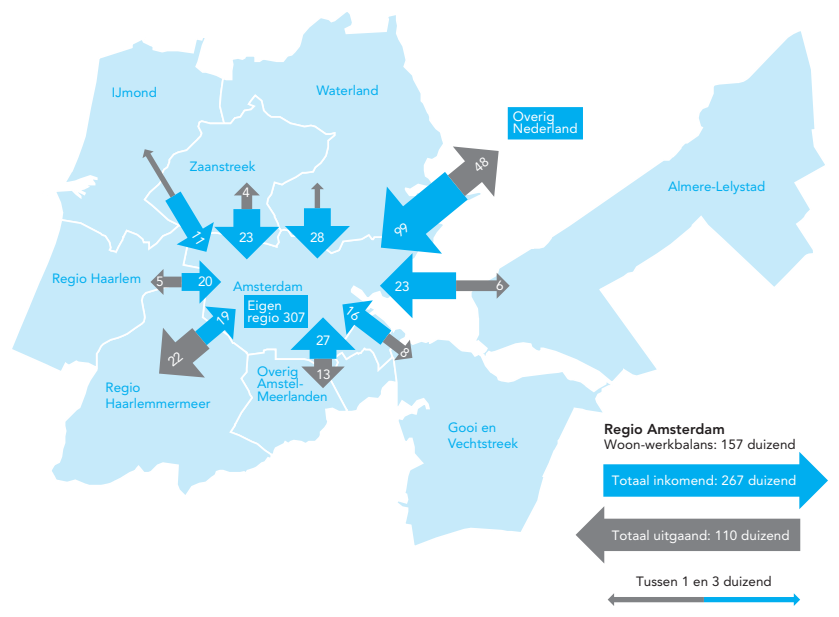 IJmond
Waterland
Overig
Nederland
Zaanstreek
48
Almere-Lelystad
4
11
23
28
99
Regio Haarlem
5
20
Amsterdam
23
6
Eigen
regio 307
19
16
27
8
22
13
Overig
Amstel-
Meerlanden
Regio
Haarlemmermeer
Gooi en
Vechtstreek
Regio Amsterdam
Woon-werkbalans: 157 duizend
Totaal inkomend: 267 duizend
Totaal uitgaand: 110 duizend
Tussen 1 en 3 duizend